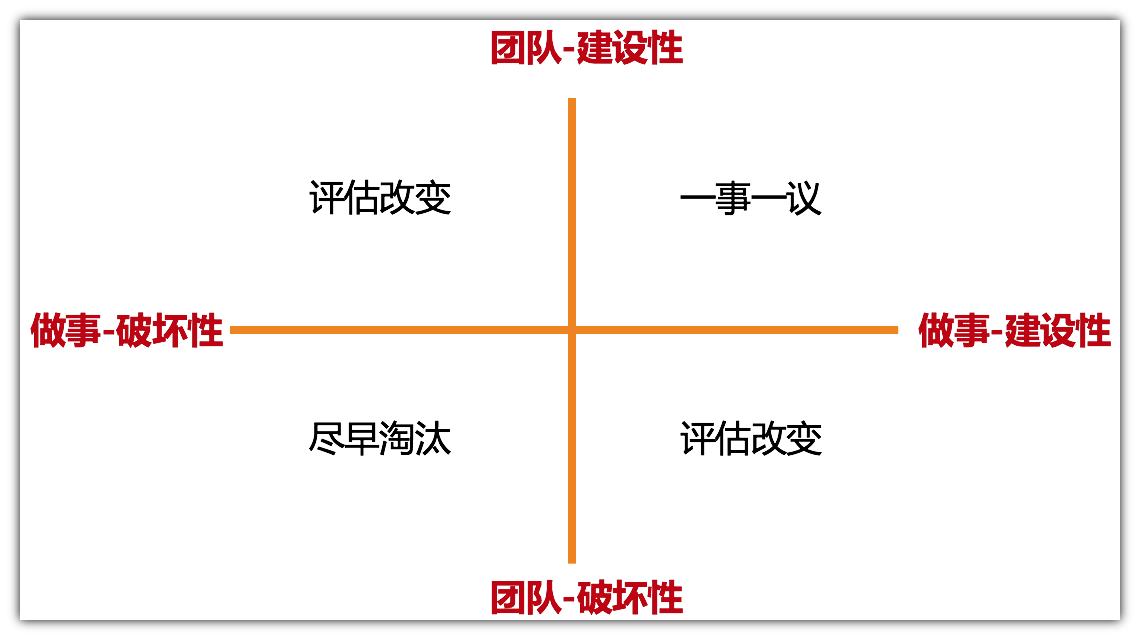 团队-建设性
评估改变
一事一议
做事-破坏性
做事-建设性
尽早淘汰
评估改变
团队-破坏性